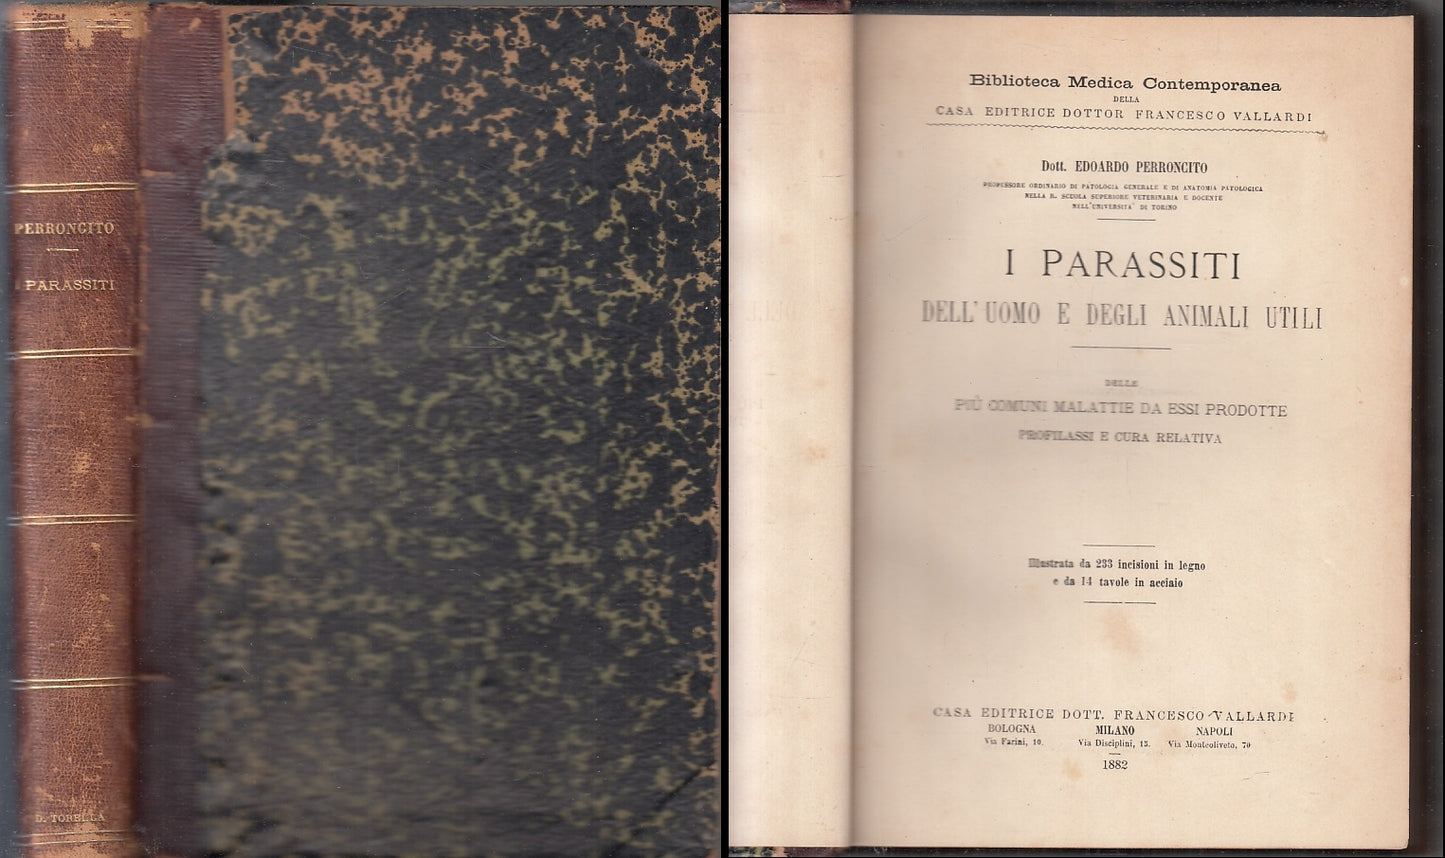 PERRONCITO
I PARASSITI
D. TORELLA
Biblioteca Medica Contemporanea
DELLA
CASA EDITRICE DOTTOR FRANCESCO VALLARDI
Dott. EDOARDO PERRONCITO
PROFESSORE ORDINARIO DI PATOLOGIA GENERALE E DI ANATOMIA PATOLOGICA
NELLA R. SCUOLA SUPERIORE VETERINARIA E DOCENTE
NELL'UNIVERSITA' DI TORINO
I PARASSITI
DELL'UOMO E DEGLI ANIMALI UTILI
DELLE
PIÙ COMUNI MALATTIE DA ESSI PRODOTTE
PROFILASSI E CURA RELATIVA
Illustrata da 233 incisioni in legno
e da 14 tavole in acciaio
CASA EDITRICE DOTT. FRANCESCO VALLARDI
BOLOGNA MILANO NAPOLI
Via Farini, 10. Via Disciplini, 15. Via Monteoliveto, 79
1882